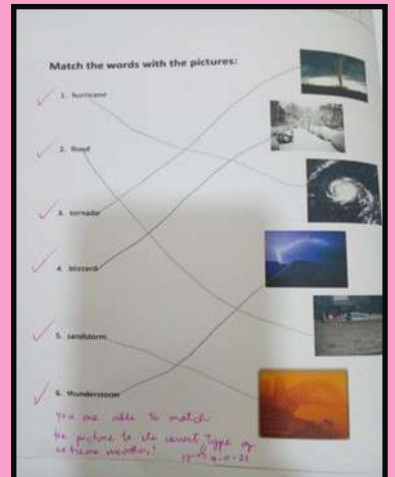 Match the words with the pictures:
1. hurricane
2. flood
3. tornado
4. blizzard
5. sandstorm
6. thunderstorm
You are able to match
the picture to its correct type of
extreme weather!